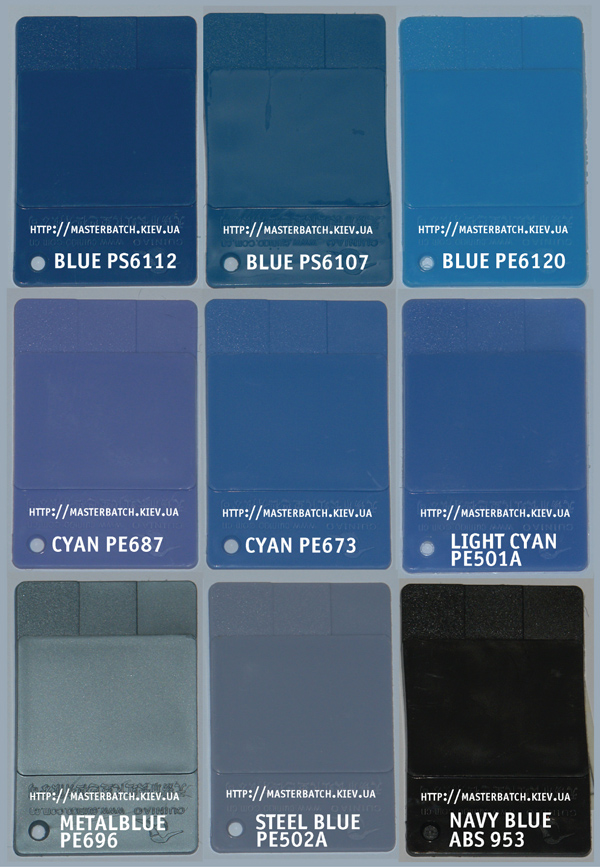 HTTP://MASTERBATCH.KIEV.UA
BLUE PS6112
HTTP://MASTERBATCH.KIEV.UA
BLUE PS6107
HTTP://MASTERBATCH.KIEV.UA
BLUE PE6120
HTTP://MASTERBATCH.KIEV.UA
CYAN PE687
HTTP://MASTERBATCH.KIEV.UA
CYAN PE673
HTTP://MASTERBATCH.KIEV.UA
LIGHT CYAN
PE501A
HTTP://MASTERBATCH.KIEV.UA
METALBLUE
PE696
HTTP://MASTERBATCH.KIEV.UA
STEEL BLUE
PE502A
HTTP://MASTERBATCH.KIEV.UA
NAVY BLUE
ABS 953